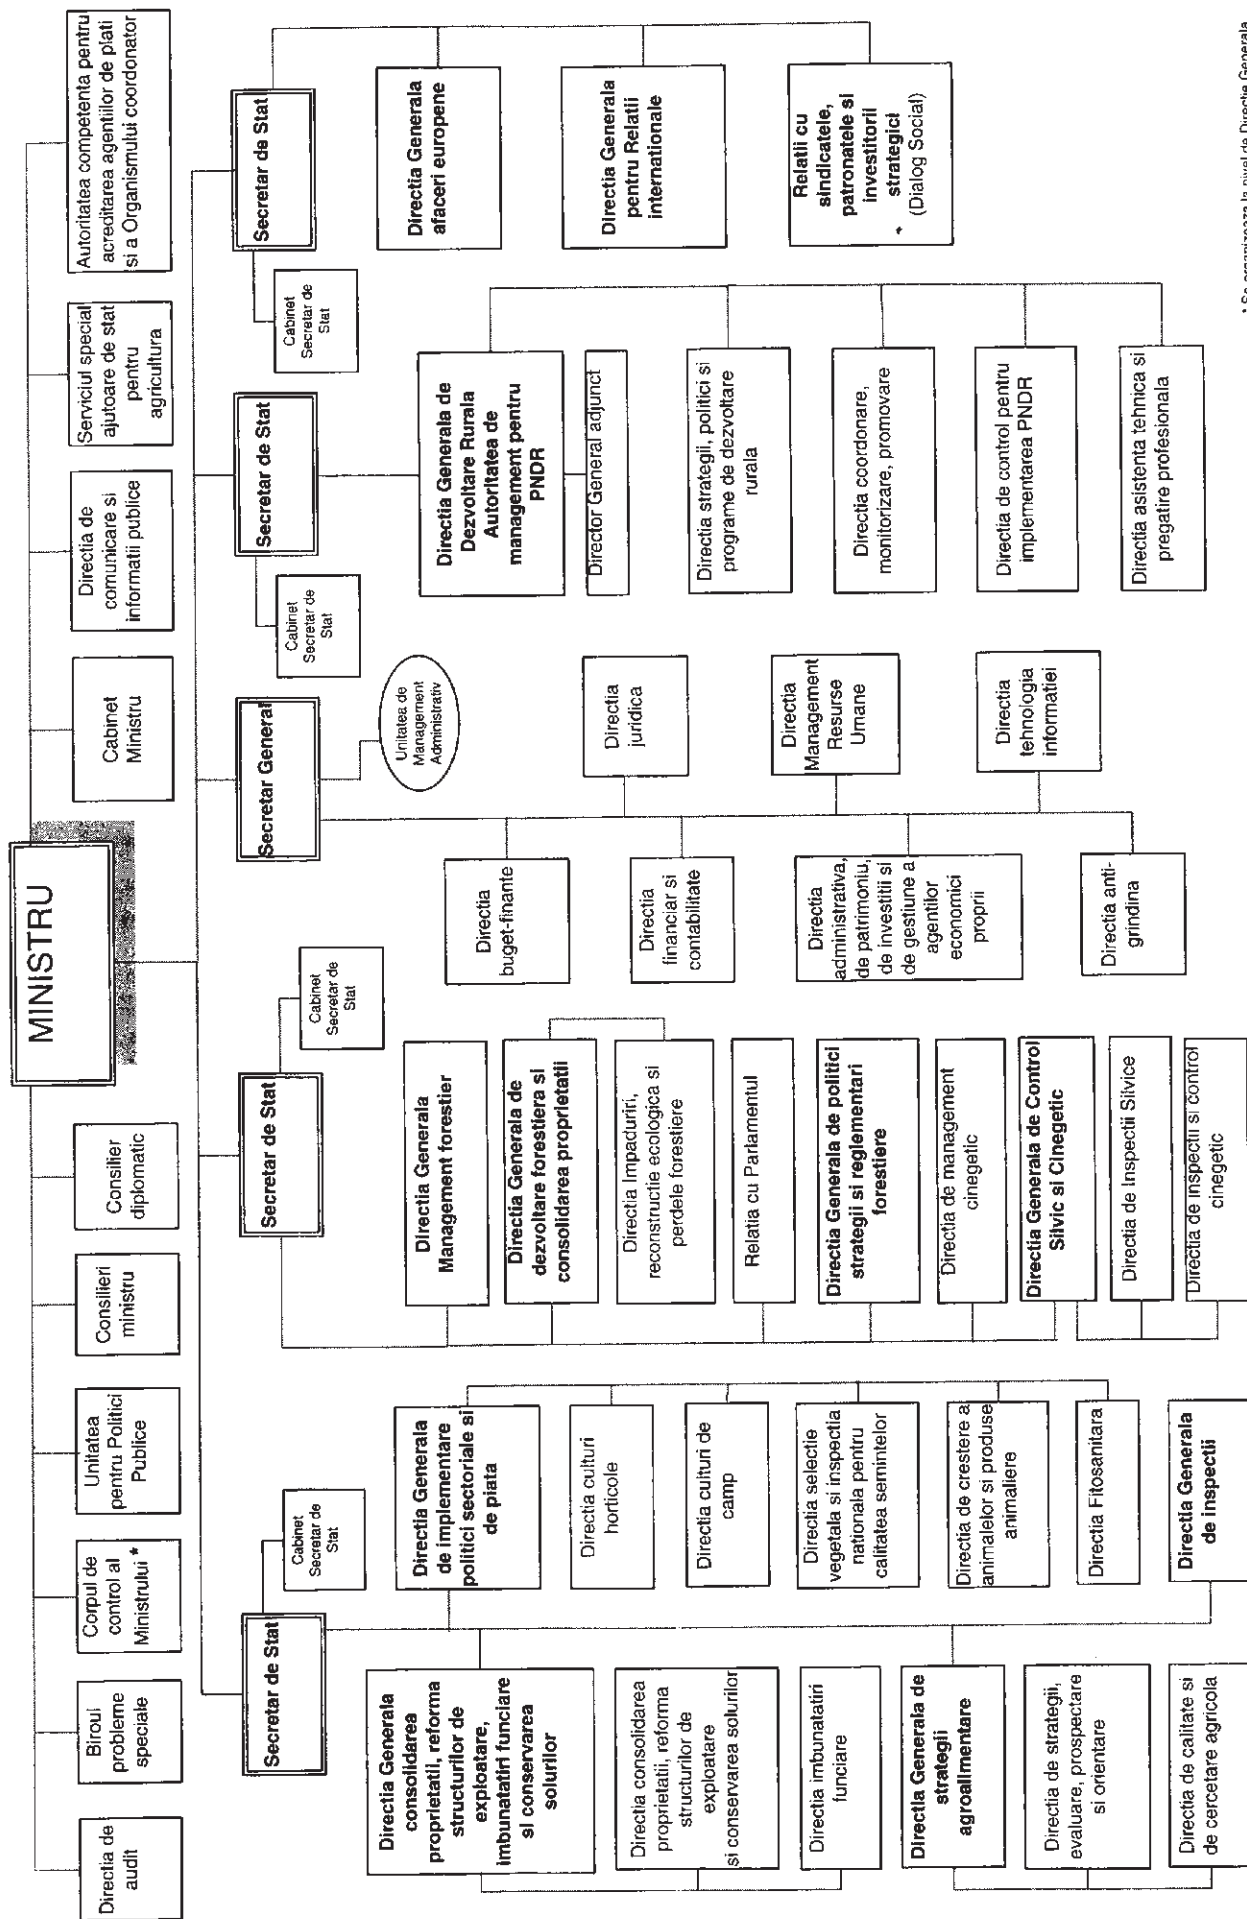 MINISTRU
Directia de
audit
Biroul
probleme
speciale
Corpul de
control al
Ministrului *
Unitatea
pentru Politici
Publice
Consilieri
ministru
Consilier
diplomatic
Cabinet
Ministru
Directia de
comunicare si
informatii publice
Serviciul special
ajutoare de stat
pentru
agricultura
Autoritatea competenta pentru
acreditarea agentiilor de plati
si a Organismului coordonator
Secretar de Stat
Cabinet
Secretar de
Stat
Directia Generala
consolidarea
proprietatii, reforma
structurilor de
exploatare,
imbunatatiri funciare
si conservarea
solurilor
Directia consolidarea
proprietatii, reforma
structurilor de
exploatare
si conservarea solurilor
Directia imbunatatiri
funciare
Directia Generala de
strategii
agroalimentare
Directia de strategii,
evaluare, prospectare
si orientare
Directia de calitate si
de cercetare agricola
Directia Generala
de implementare
politici sectoriale si
de piata
Directia culturi
horticole
Directia culturi de
camp
Directia selectie
vegetala si inspectia
nationala pentru
calitatea semintelor
Directia de crestere a
animalelor si produse
animaliere
Directia Fitosanitara
Directia Generala
de inspectii
Secretar de Stat
Cabinet
Secretar de
Stat
Directia Generala
Management forestier
Directia Generala de
dezvoltare forestiera si
consolidarea proprietatii
Directia Impaduriri,
reconstructie ecologica si
perdele forestiere
Relatia cu Parlamentul
Directia Generala de politici
strategii si reglementari
forestiere
Directia de management
cinegetic
Directia Generala de Control
Silvic si Cinegetic
Directia de Inspectii Silvice
Directia de inspectii si control
cinegetic
Secretar General
Unitatea de
Management
Administrativ
Directia
buget-finante
Directia
financiar si
contabilitate
Directia
administrativa,
de patrimoniu,
de investitii si
de gestiune a
agentilor
economici
proprii
Directia anti-
grindina
Directia
juridica
Directia
Management
Resurse
Umane
Directia
tehnologia
informatiei
Secretar de Stat
Cabinet
Secretar de
Stat
Directia Generala de
Dezvoltare Rurala
Autoritatea de
management pentru
PNDR
Director General adjunct
Directia strategii, politici si
programe de dezvoltare
rurala
Directia coordonare,
monitorizare, promovare
Directia de control pentru
implementarea PNDR
Directia asistenta tehnica si
pregatire profesionala
Secretar de Stat
Cabinet
Secretar de
Stat
Directia Generala
afaceri europene
Directia Generala
pentru Relatii
internationale
Relatii cu
sindicatele,
patronatele si
investitorii
strategici
* (Dialog Social)
* Se organizeaza la nivel de Directie Generala